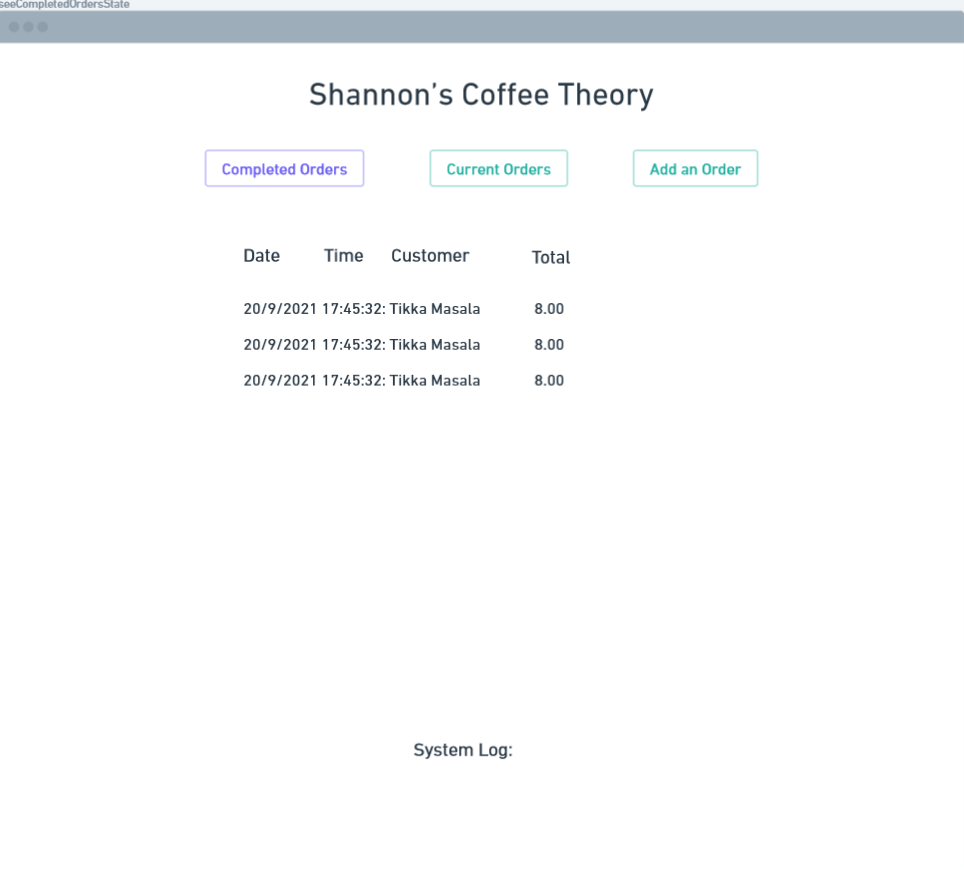 seeCompletedOrdersState
Shannon’s Coffee Theory
Completed Orders Current Orders Add an Order
Date Time Customer Total
20/9/2021 17:45:32: Tikka Masala 8.00
20/9/2021 17:45:32: Tikka Masala 8.00
20/9/2021 17:45:32: Tikka Masala 8.00
System Log: